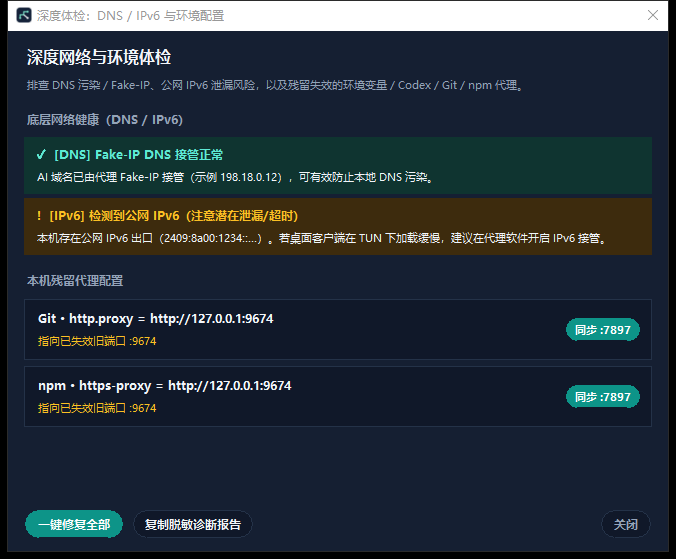 深度体检：DNS / IPv6 与环境配置
深度网络与环境体检
排查 DNS 污染 / Fake-IP、公网 IPv6 泄漏风险，以及残留失效的环境变量 / Codex / Git / npm 代理。
底层网络健康（DNS / IPv6）
✓ [DNS] Fake-IP DNS 接管正常
AI 域名已由代理 Fake-IP 接管（示例 198.18.0.12），可有效防止本地 DNS 污染。
! [IPv6] 检测到公网 IPv6（注意潜在泄漏/超时）
本机存在公网 IPv6 出口（2409:8a00:1234::...）。若桌面客户端在 TUN 下加载缓慢，建议在代理软件开启 IPv6 接管。
本机残留代理配置
Git • http.proxy = http://127.0.0.1:9674
指向已失效旧端口 :9674
同步 :7897
npm • https-proxy = http://127.0.0.1:9674
指向已失效旧端口 :9674
同步 :7897
一键修复全部
复制脱敏诊断报告
关闭